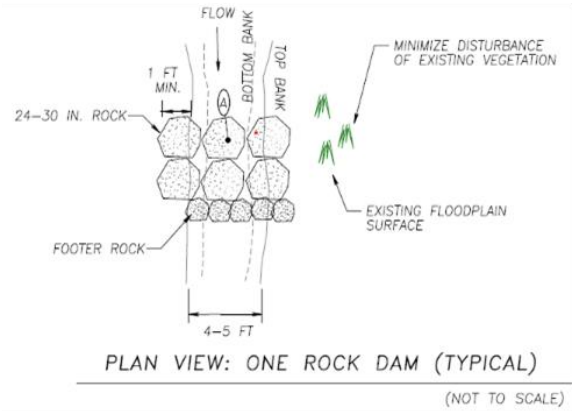 FLOW
BOTTOM BANK
TOP BANK
1 FT
MIN.
24-30 IN. ROCK
A
MINIMIZE DISTURBANCE
OF EXISTING VEGETATION
EXISTING FLOODPLAIN
SURFACE
FOOTER ROCK
4-5 FT
PLAN VIEW: ONE ROCK DAM (TYPICAL)
(NOT TO SCALE)